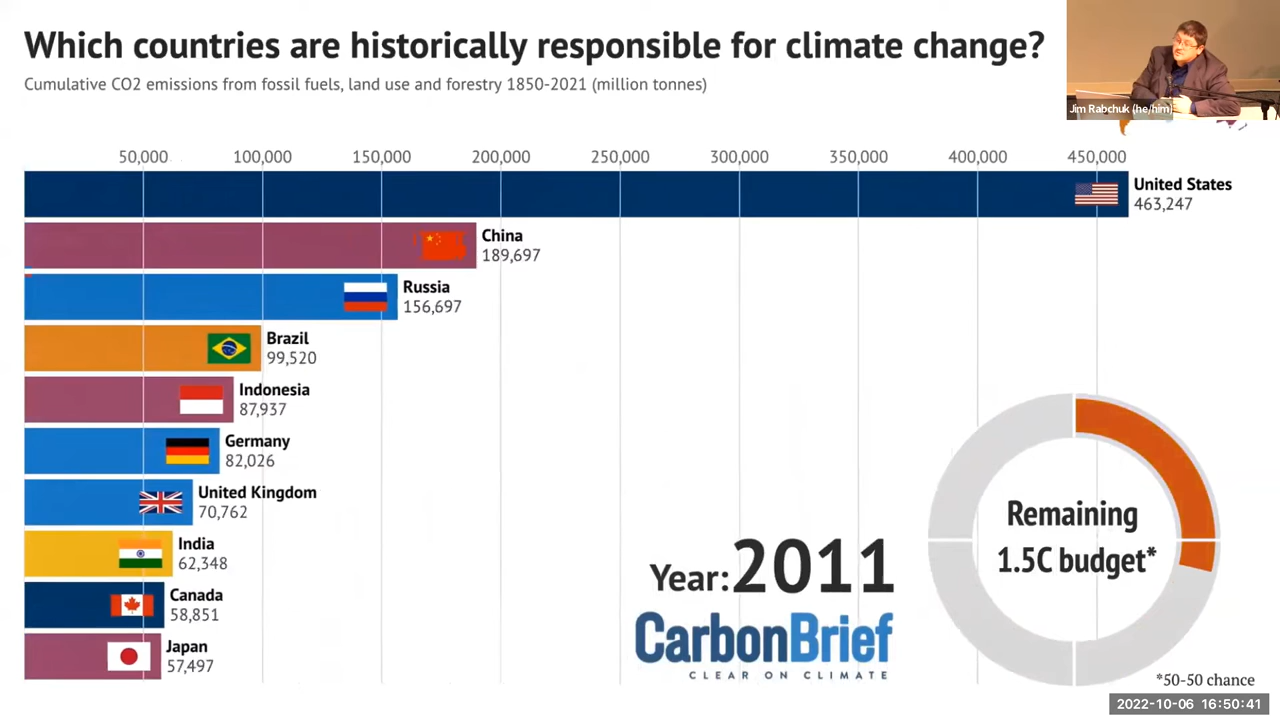 Which countries are historically responsible for climate change?
Cumulative CO2 emissions from fossil fuels, land use and forestry 1850-2021 (million tonnes)
Jim Rabchuk (he/him)
50,000 100,000 150,000 200,000 250,000 300,000 350,000 400,000 450,000
United States
463,247
China
189,697
Russia
156,697
Brazil
99,520
Indonesia
87,937
Germany
82,026
United Kingdom
70,762
India
62,348
Canada
58,851
Japan
57,497
Year: 2011
CarbonBrief
CLEAR ON CLIMATE
Remaining
1.5C budget*
*50-50 chance
2022-10-06 16:50:41